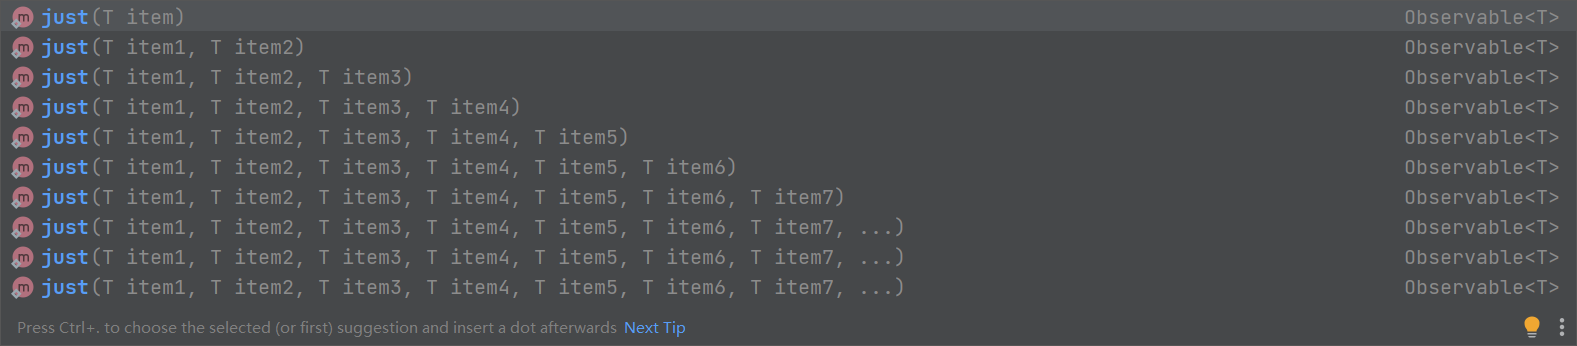 m just(T item) Observable<T>
m just(T item1, T item2) Observable<T>
m just(T item1, T item2, T item3) Observable<T>
m just(T item1, T item2, T item3, T item4) Observable<T>
m just(T item1, T item2, T item3, T item4, T item5) Observable<T>
m just(T item1, T item2, T item3, T item4, T item5, T item6) Observable<T>
m just(T item1, T item2, T item3, T item4, T item5, T item6, T item7) Observable<T>
m just(T item1, T item2, T item3, T item4, T item5, T item6, T item7, ...) Observable<T>
m just(T item1, T item2, T item3, T item4, T item5, T item6, T item7, ...) Observable<T>
m just(T item1, T item2, T item3, T item4, T item5, T item6, T item7, ...) Observable<T>
Press Ctrl+. to choose the selected (or first) suggestion and insert a dot afterwards Next Tip